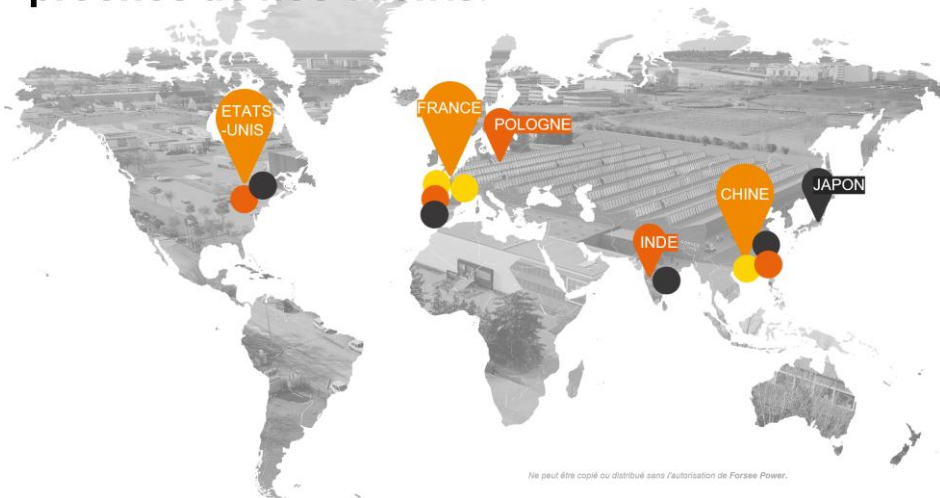 ETATS
-UNIS
FRANCE
POLOGNE
CHINE
JAPON
INDE
Ne peut être copié ou distribué sans l'autorisation de Forsee Power.